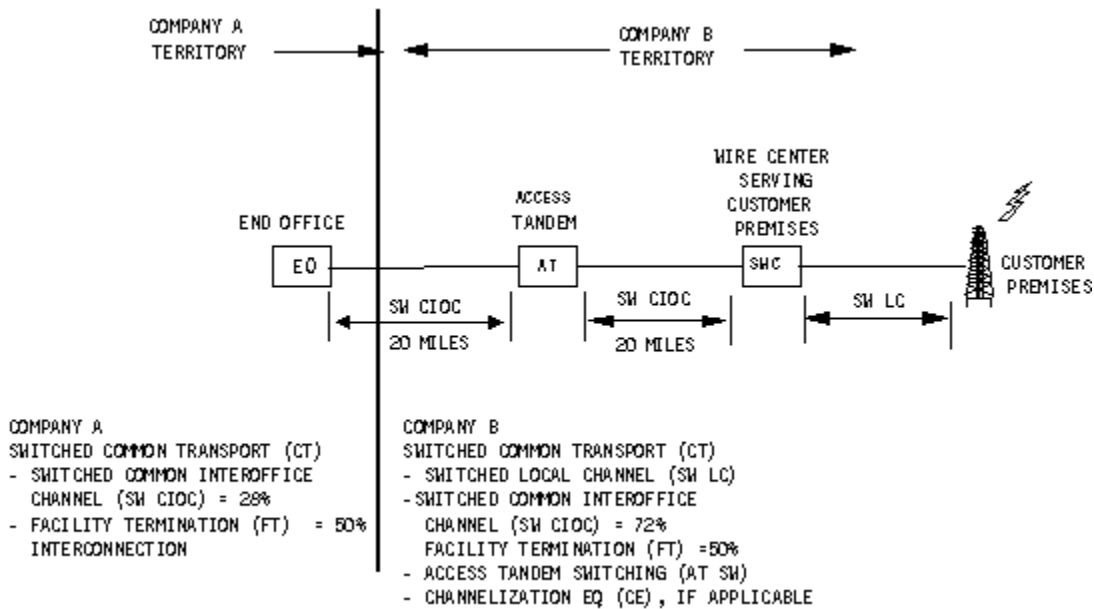 COMPANY A
TERRITORY
COMPANY B
TERRITORY
WIRE CENTER
SERVING
CUSTOMER
PREMISES
ACCESS
TANDEM
END OFFICE
EO
AT
SWC
CUSTOMER
PREMISES
SW CIOC
20 MILES
SW CIOC
20 MILES
SW LC
COMPANY A
SWITCHED COMMON TRANSPORT (CT)
- SWITCHED COMMON INTEROFFICE
CHANNEL (SW CIOC) = 28%
- FACILITY TERMINATION (FT) = 50%
INTERCONNECTION
COMPANY B
SWITCHED COMMON TRANSPORT (CT)
- SWITCHED LOCAL CHANNEL (SW LC)
-SWITCHED COMMON INTEROFFICE
CHANNEL (SW CIOC) = 72%
FACILITY TERMINATION (FT) =50%
- ACCESS TANDEM SWITCHING (AT SW)
- CHANNELIZATION EQ (CE), IF APPLICABLE